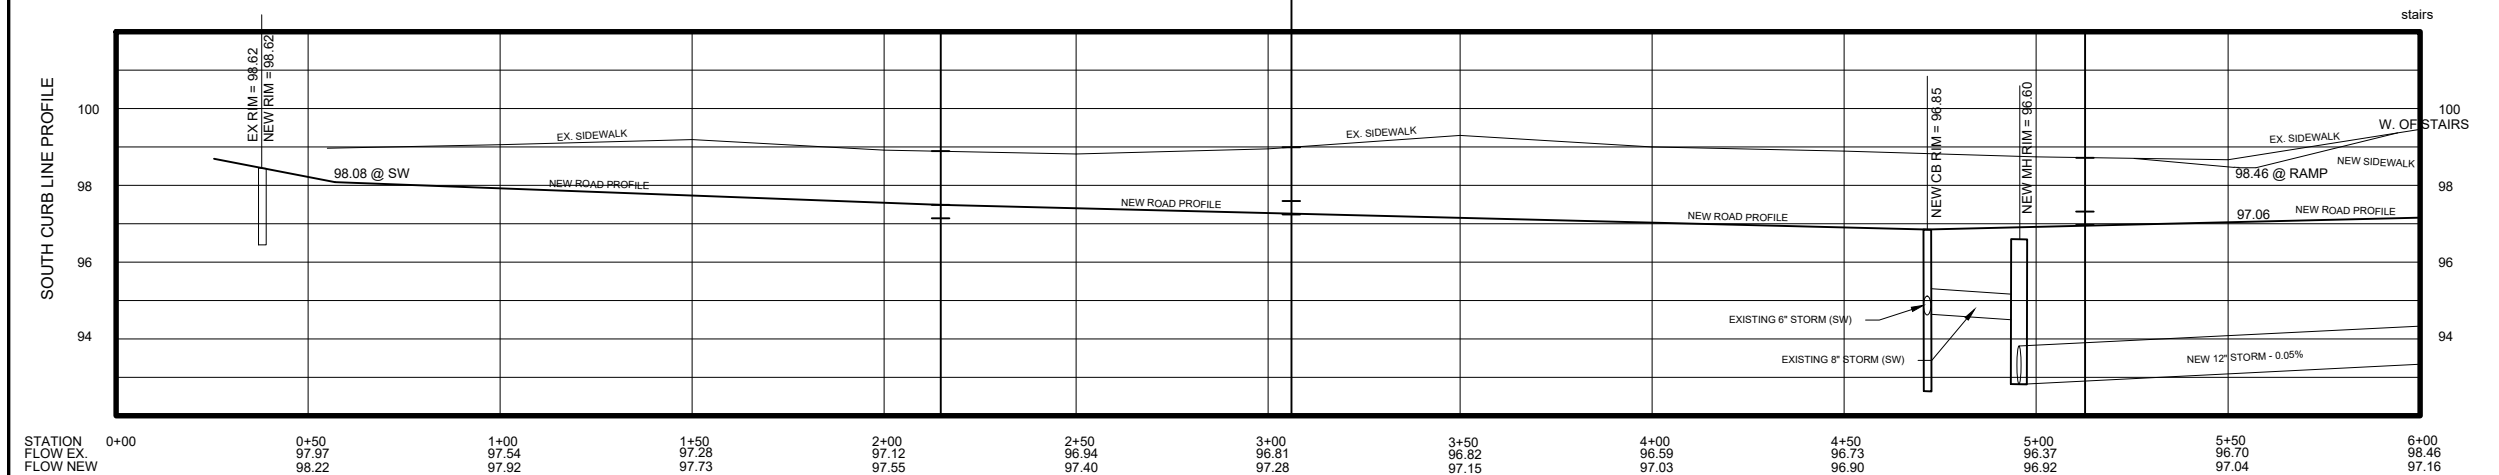 stairs
SOUTH CURB LINE PROFILE
EX RIM = 98.62
NEW RIM = 98.62
100
98
96
94
98.08 @ SW
EX. SIDEWALK
EX. SIDEWALK
EX. SIDEWALK
NEW ROAD PROFILE
NEW ROAD PROFILE
NEW ROAD PROFILE
NEW ROAD PROFILE
NEW CB RIM = 96.85
NEW MH RIM = 96.60
W. OF STAIRS
NEW SIDEWALK
98.46 @ RAMP
97.06
100
98
96
94
EXISTING 6" STORM (SW)
EXISTING 8" STORM (SW)
NEW 12" STORM - 0.05%
STATION 0+00 0+50 1+00 1+50 2+00 2+50 3+00 3+50 4+00 4+50 5+00 5+50 6+00
FLOW EX. 97.97 97.54 97.28 97.12 96.94 96.81 96.82 96.59 96.73 96.37 96.70 98.46
FLOW NEW 98.22 97.92 97.73 97.55 97.40 97.28 97.15 97.03 96.90 96.92 97.04 97.16